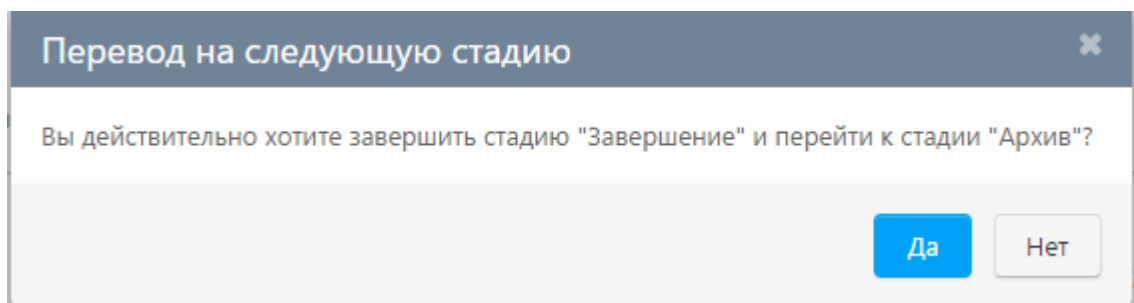 Перевод на следующую стадию
Вы действительно хотите завершить стадию "Завершение" и перейти к стадии "Архив"?
Да
Нет